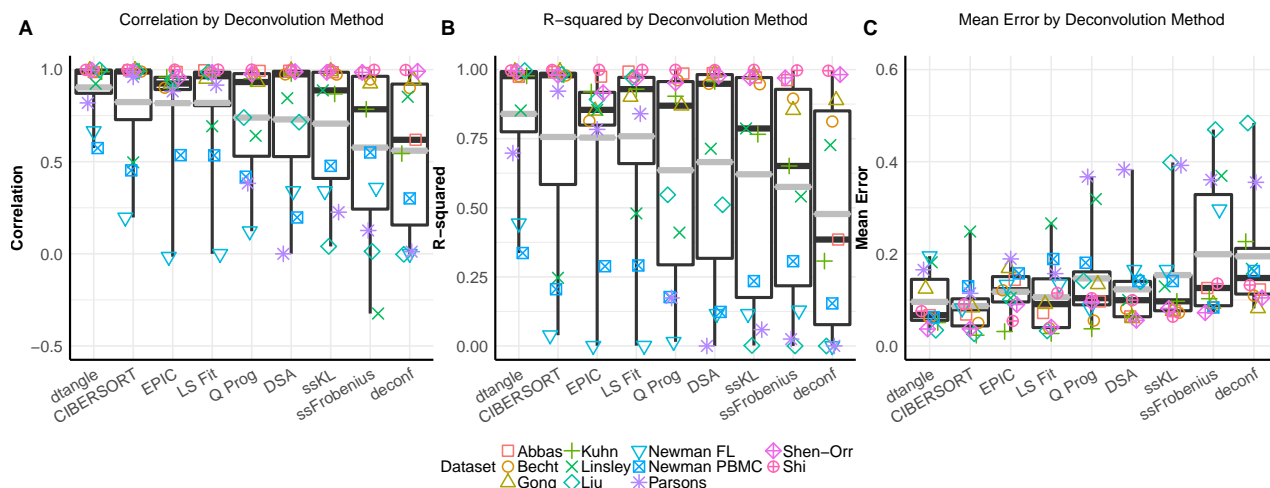 A
Correlation by Deconvolution Method
Correlation
1.0
0.5
0.0
−0.5
dtangle
CIBERSORT
EPIC
LS Fit
Q Prog
DSA
ssKL
ssFrobenius
deconf
B
R−squared by Deconvolution Method
R−squared
1.00
0.75
0.50
0.25
0.00
dtangle
CIBERSORT
EPIC
LS Fit
Q Prog
DSA
ssKL
ssFrobenius
deconf
C
Mean Error by Deconvolution Method
Mean Error
0.6
0.4
0.2
0.0
dtangle
CIBERSORT
EPIC
LS Fit
Q Prog
DSA
ssKL
ssFrobenius
deconf
Dataset
Abbas
Becht
Gong
Kuhn
Linsley
Liu
Newman FL
Newman PBMC
Parsons
Shen−Orr
Shi